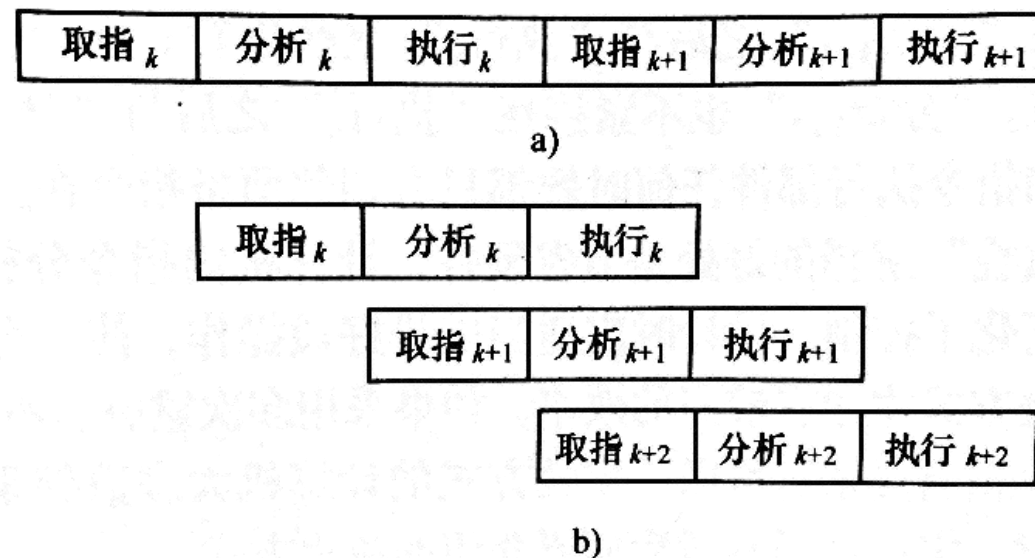 取指k 分析k 执行k 取指k+1 分析k+1 执行k+1
a)
取指k 分析k 执行k
取指k+1 分析k+1 执行k+1
取指k+2 分析k+2 执行k+2
b)